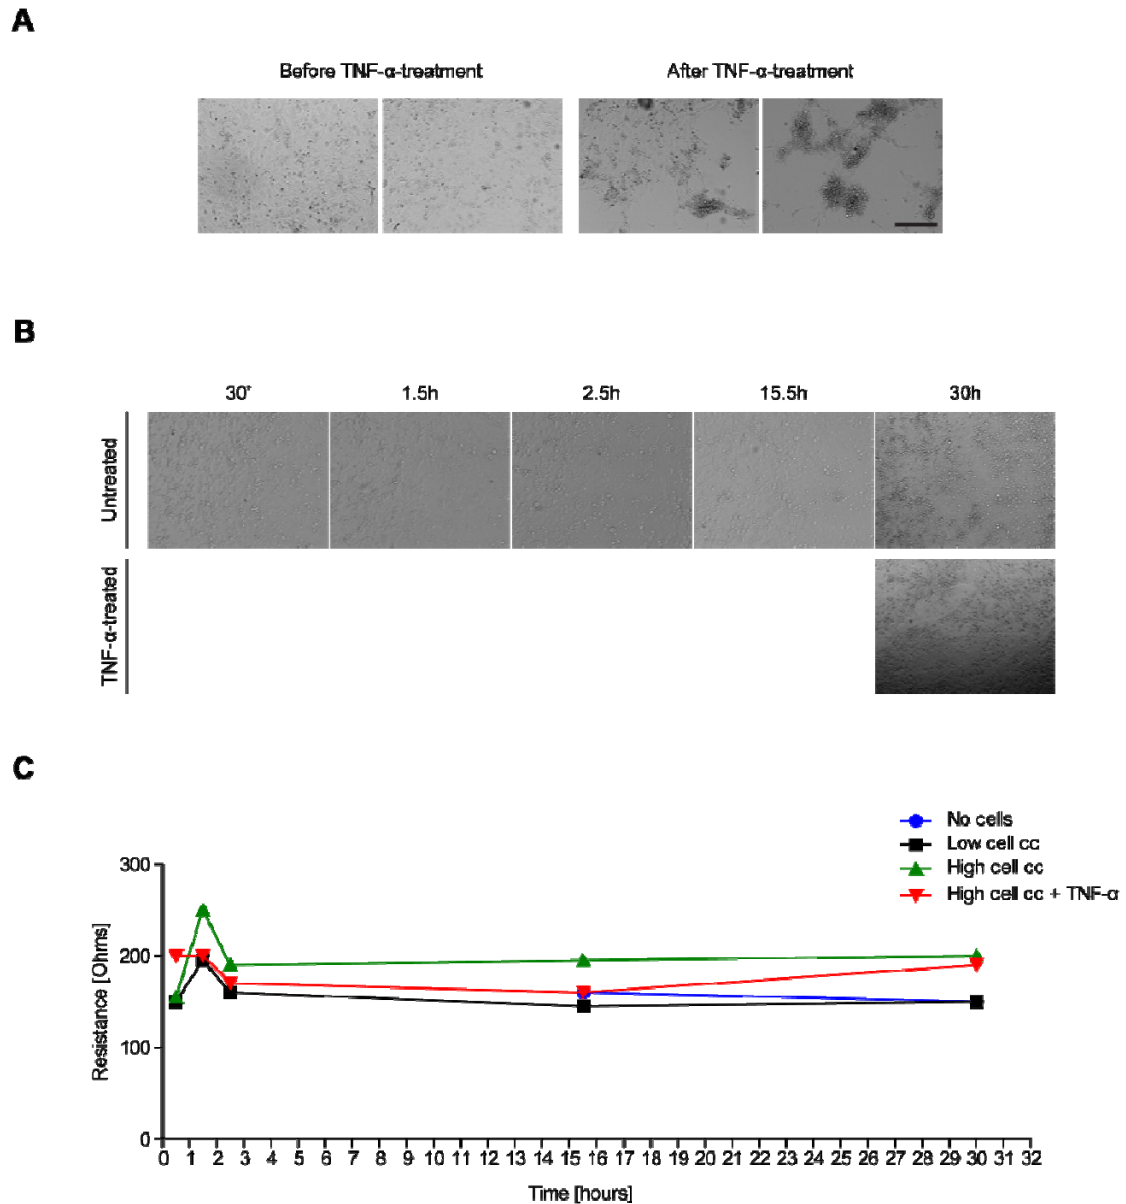 A
Before TNF-α-treatment
After TNF-α-treatment
B
30'
1.5h
2.5h
15.5h
30h
Untreated
TNF-α-treated
C
No cells
Low cell cc
High cell cc
High cell cc + TNF-α
300
200
100
0
Resistance [Ohms]
0 1 2 3 4 5 6 7 8 9 10 11 12 13 14 15 16 17 18 19 20 21 22 23 24 25 26 27 28 29 30 31 32
Time [hours]